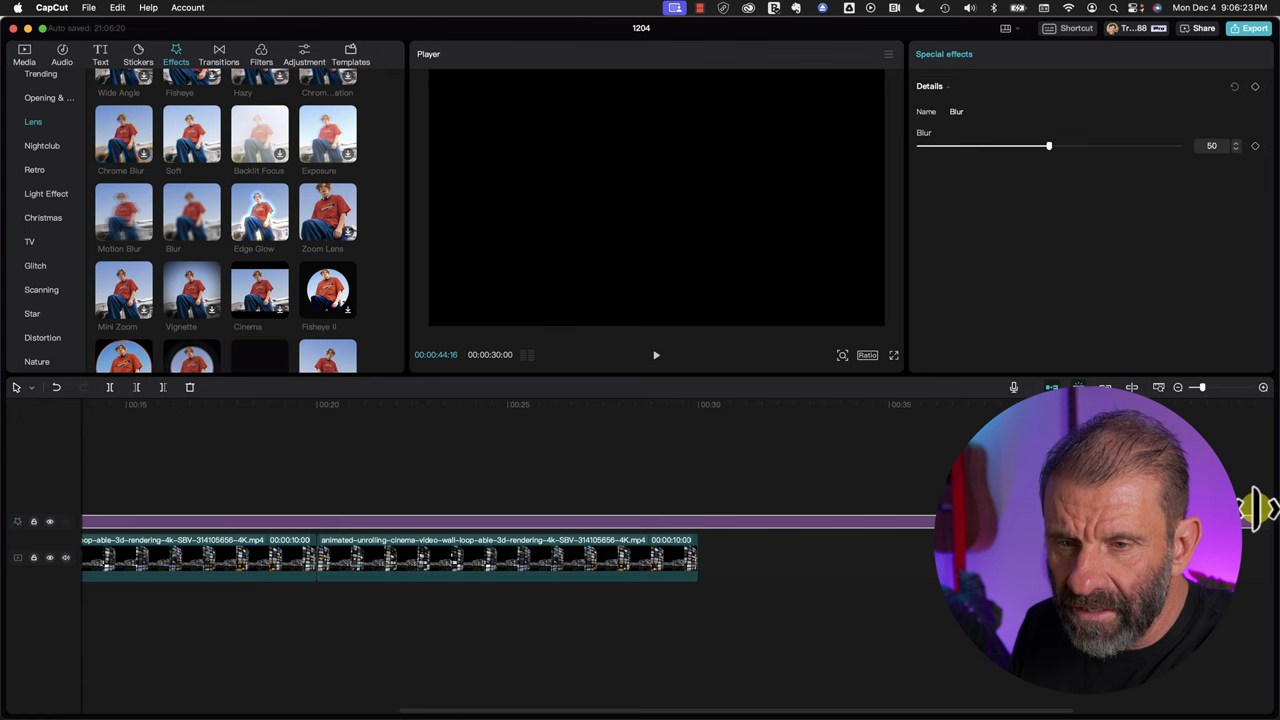 CapCut File Edit Help Account Mon Dec 4 9:06:23 PM
Auto saved: 21:06:20 1204 Shortcut Tr...88 Pro Share Export
Media Audio Text Stickers Effects Transitions Filters Adjustment Templates
Player
Special effects
Trending
Opening & ...
Lens
Nightclub
Retro
Light Effect
Christmas
TV
Glitch
Scanning
Star
Distortion
Nature
Wide Angle Fisheye Hazy Chrom...ation
Chrome Blur Soft Backlit Focus Exposure
Motion Blur Blur Edge Glow Zoom Lens
Mini Zoom Vignette Cinema Fisheye II
Details
Name Blur
Blur
50
00:00:44:16 00:00:30:00 Ratio
00:15 00:20 00:25 00:30 00:35
oop-able-3d-rendering-4k-SBV-314105656-4K.mp4 00:00:10:00 animated-unrolling-cinema-video-wall-loop-able-3d-rendering-4k-SBV-314105656-4K.mp4 00:00:10:00